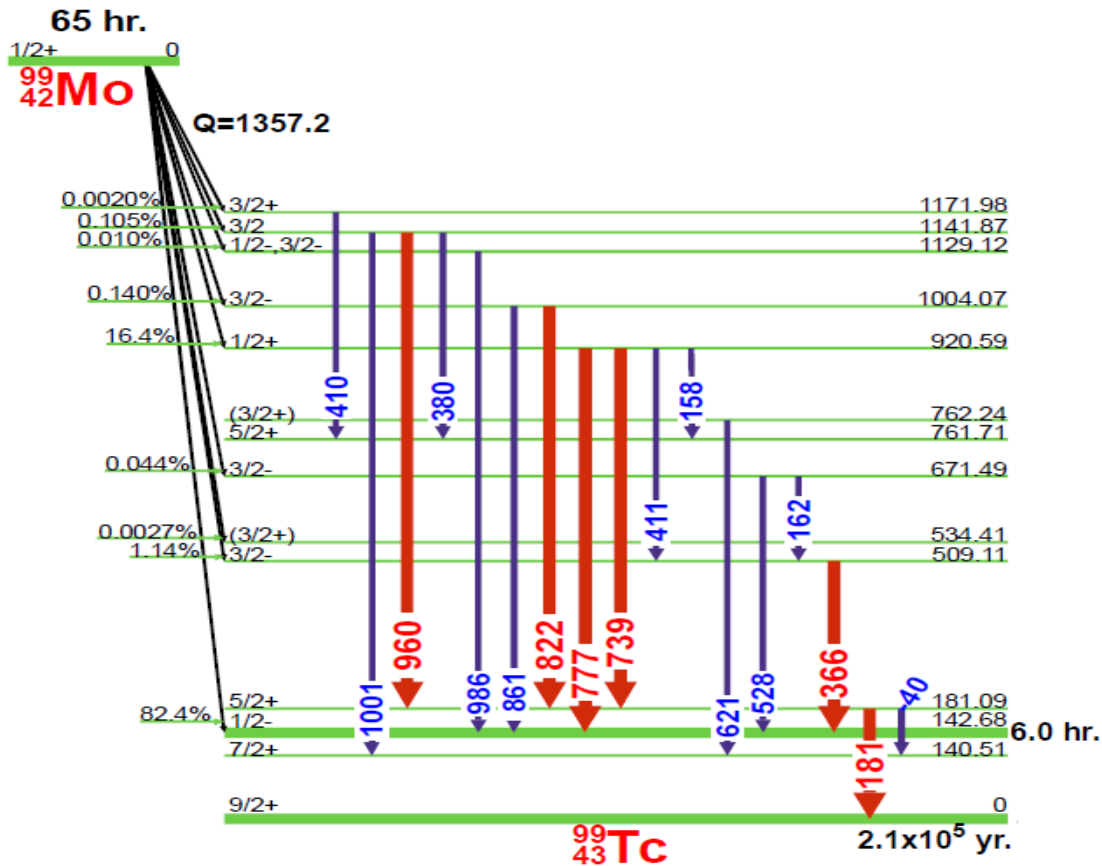 65 hr.
1/2+ 0
99
42Mo
Q=1357.2
0.0020% 3/2+ 1171.98
0.105% 3/2 1141.87
0.010% 1/2-,3/2- 1129.12
0.140% 3/2- 1004.07
16.4% 1/2+ 920.59
410 380 158
(3/2+) 762.24
5/2+ 761.71
0.044% 3/2- 671.49
411 162
0.0027% (3/2+) 534.41
1.14% 3/2- 509.11
1001 960 986 861 822 777 739 621 528 366
5/2+ 181.09
82.4% 1/2- 142.68 6.0 hr.
40
7/2+ 140.51
181
9/2+ 0
99
43Tc
2.1x10⁵ yr.